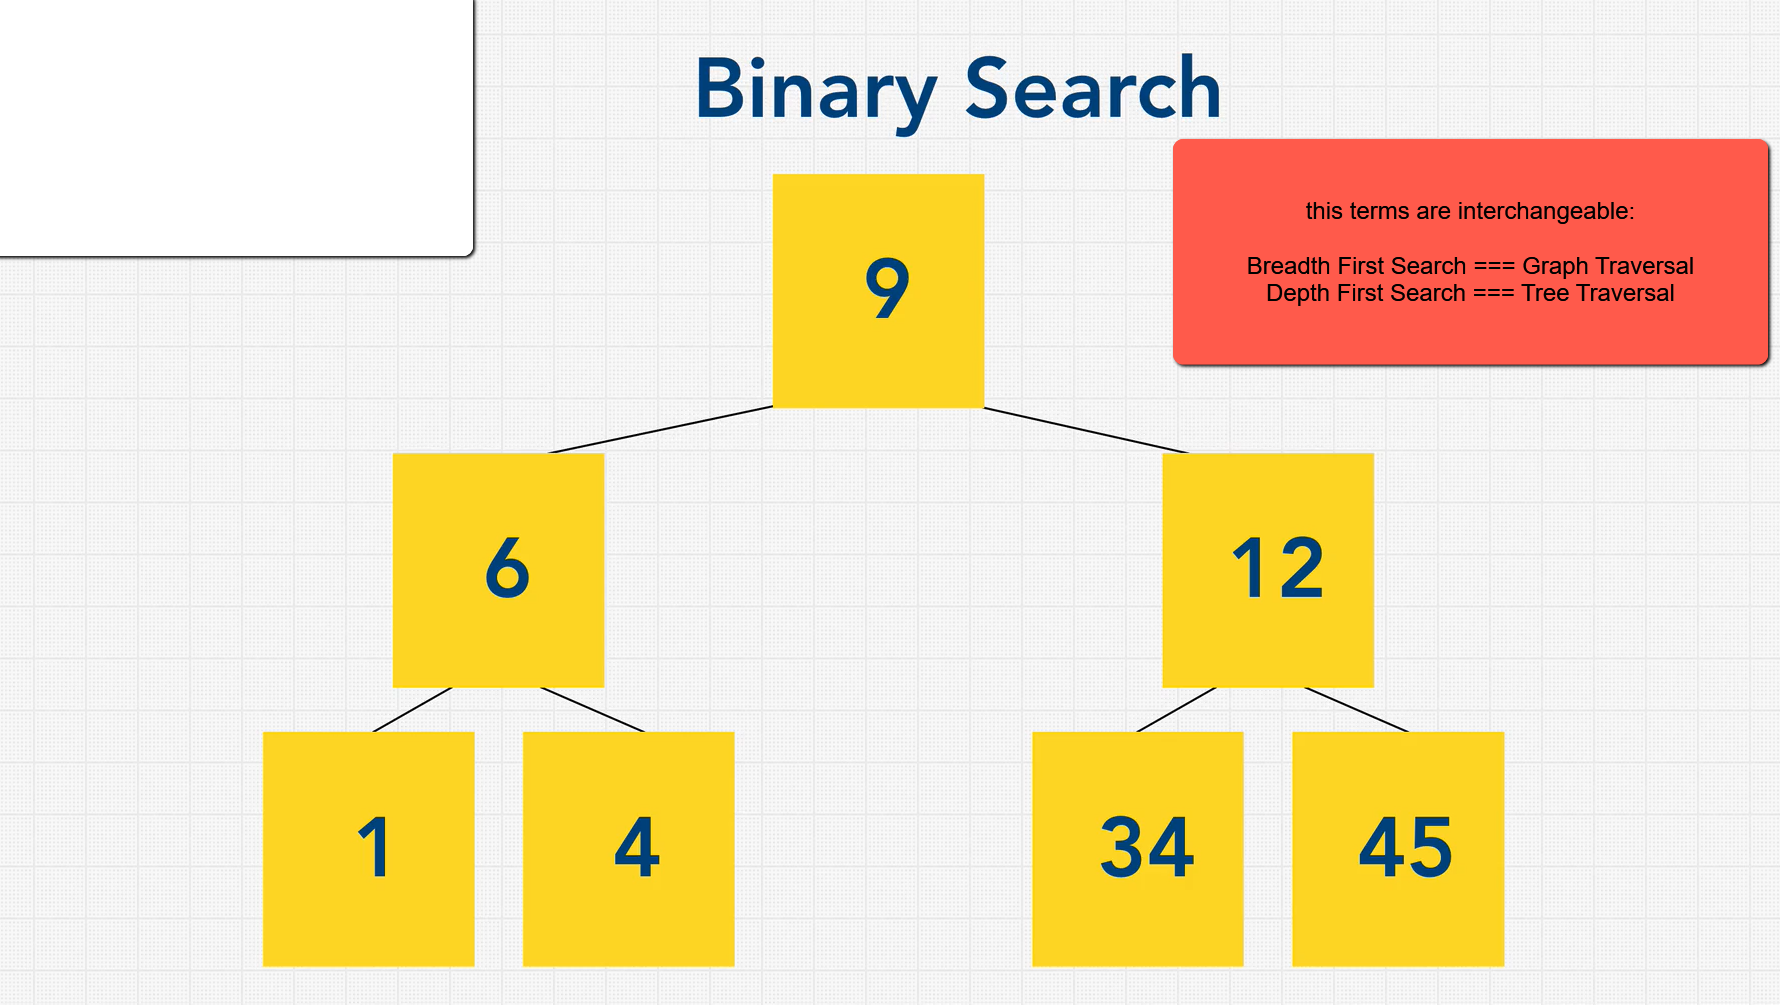 Binary Search
this terms are interchangeable:
Breadth First Search === Graph Traversal
Depth First Search === Tree Traversal
9
6
12
1
4
34
45